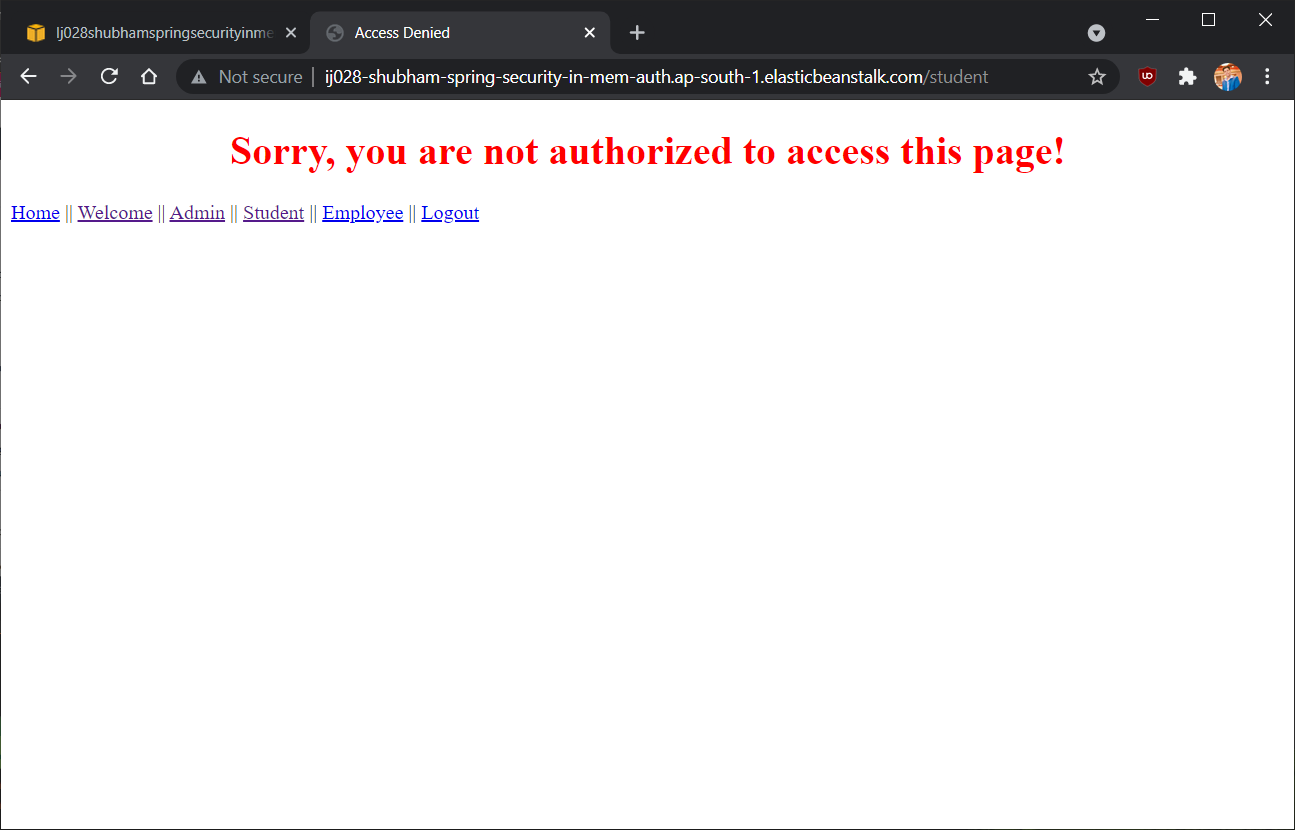 Ij028shubhamspringsecurityinme
Access Denied
Not secure | ij028-shubham-spring-security-in-mem-auth.ap-south-1.elasticbeanstalk.com/student
Sorry, you are not authorized to access this page!
Home || Welcome || Admin || Student || Employee || Logout